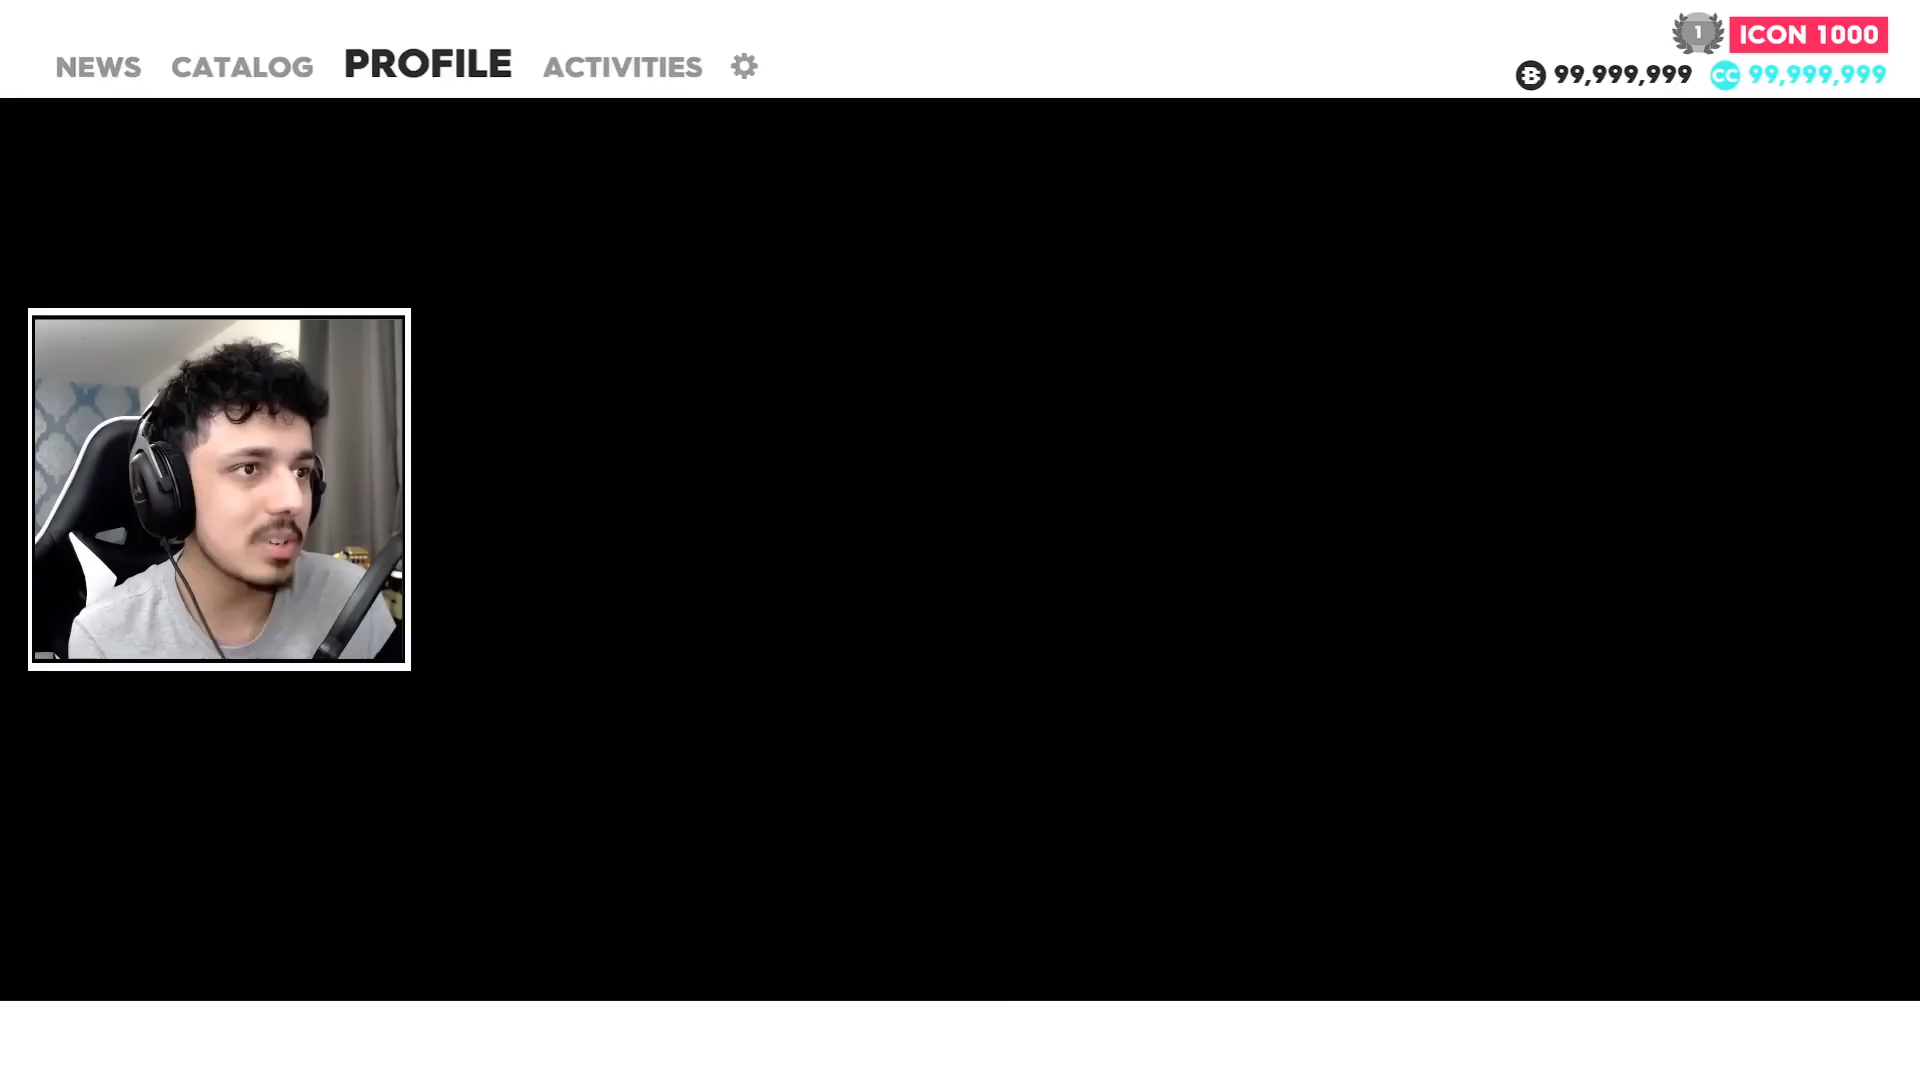 NEWS CATALOG PROFILE ACTIVITIES
1 ICON 1000
B 99,999,999 CC 99,999,999